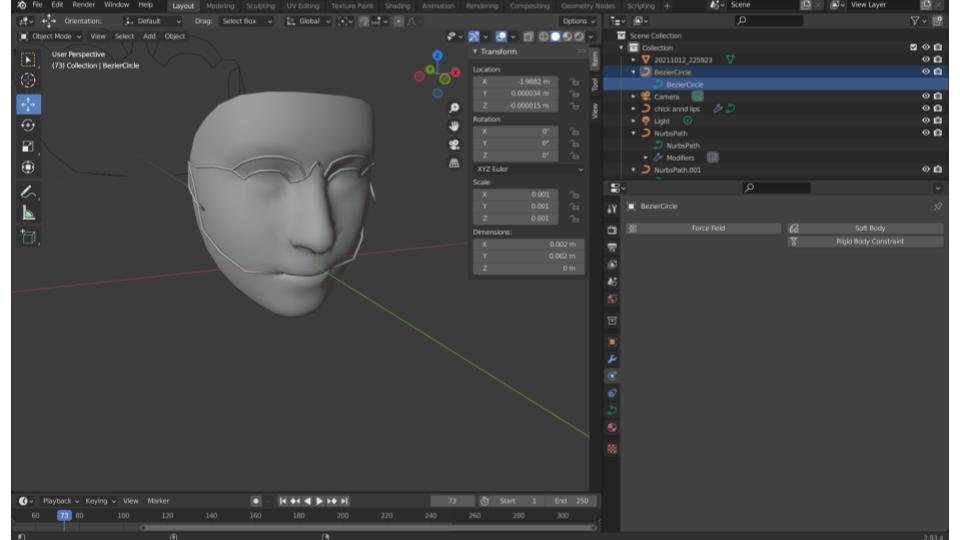 File Edit Render Window Help Layout Modeling Sculpting UV Editing Texture Paint Shading Animation Rendering Compositing Geometry Nodes Scripting Scene View Layer
Orientation: Default Drag: Select Box Global Options
Object Mode View Select Add Object
User Perspective
(73) Collection | BezierCircle
Transform
Location:
X -1.9882 m
Y 0.000034 m
Z -0.000015 m
Rotation:
X 0°
Y 0°
Z 0°
XYZ Euler
Scale:
X 0.001
Y 0.001
Z 0.001
Dimensions:
X 0.002 m
Y 0.002 m
Z 0 m
Item
Tool
View
X
Y
Z
Scene Collection
Collection
20211012_225923
BezierCircle
BezierCircle
Camera
chick annd lips
Light
NurbsPath
NurbsPath
Modifiers
NurbsPath.001
BezierCircle
Force Field Soft Body
Rigid Body Constraint
Playback Keying View Marker 73 Start 1 End 250
60 73 80 100 120 140 160 180 200 220 240 260 280 300
2.93.4